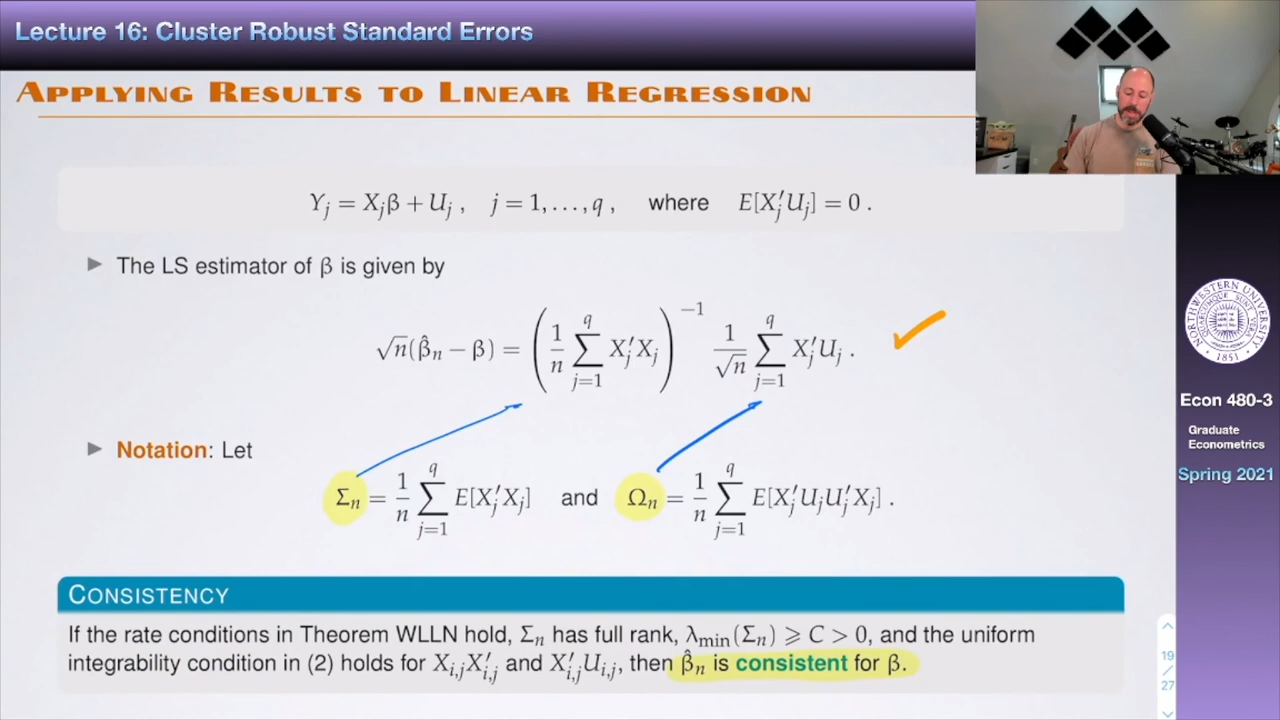 Lecture 16: Cluster Robust Standard Errors
APPLYING RESULTS TO LINEAR REGRESSION
Y_j = X_jβ + U_j ,   j = 1, . . . , q ,   where   E[X′_jU_j] = 0 .
▶ The LS estimator of β is given by
√n(β̂_n − β) = (1/n ∑_{j=1}^{q} X′_jX_j)^{−1} 1/√n ∑_{j=1}^{q} X′_jU_j .
▶ Notation: Let
Σ_n = 1/n ∑_{j=1}^{q} E[X′_jX_j]   and   Ω_n = 1/n ∑_{j=1}^{q} E[X′_jU_jU′_jX_j] .
CONSISTENCY
If the rate conditions in Theorem WLLN hold, Σ_n has full rank, λ_min(Σ_n) ⩾ C > 0, and the uniform
integrability condition in (2) holds for X_{i,j}X′_{i,j} and X′_{i,j}U_{i,j}, then β̂_n is consistent for β.
NORTHWESTERN UNIVERSITY
1851
Econ 480-3
Graduate
Econometrics
Spring 2021
19
/
27